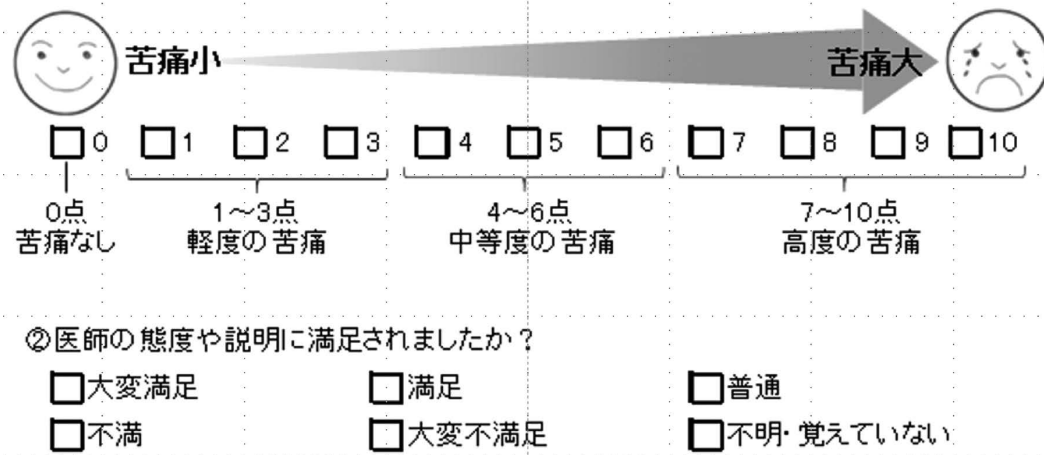 苦痛小 苦痛大
0 1 2 3 4 5 6 7 8 9 10
0点 1～3点 4～6点 7～10点
苦痛なし 軽度の苦痛 中等度の苦痛 高度の苦痛
②医師の態度や説明に満足されましたか？
大変満足 満足 普通
不満 大変不満足 不明・覚えていない